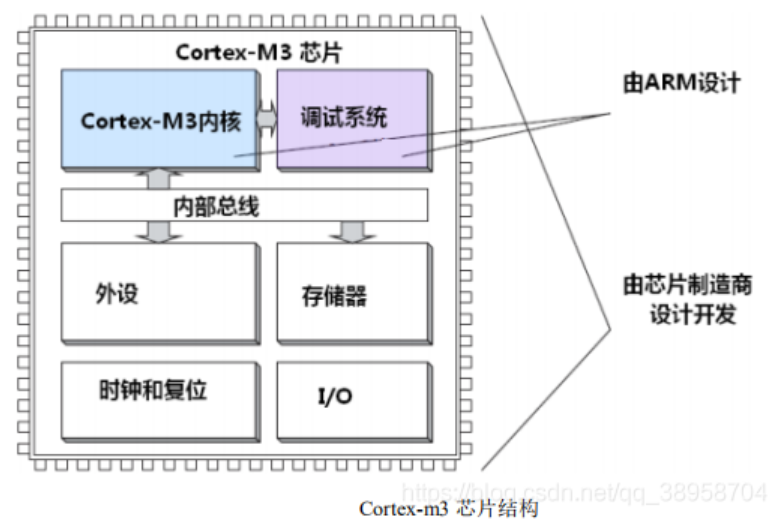 Cortex-M3 芯片
Cortex-M3内核
调试系统
由ARM设计
内部总线
外设
存储器
由芯片制造商
设计开发
时钟和复位
I/O
https://blog.csdn.net/qq_38958704
Cortex-m3 芯片结构